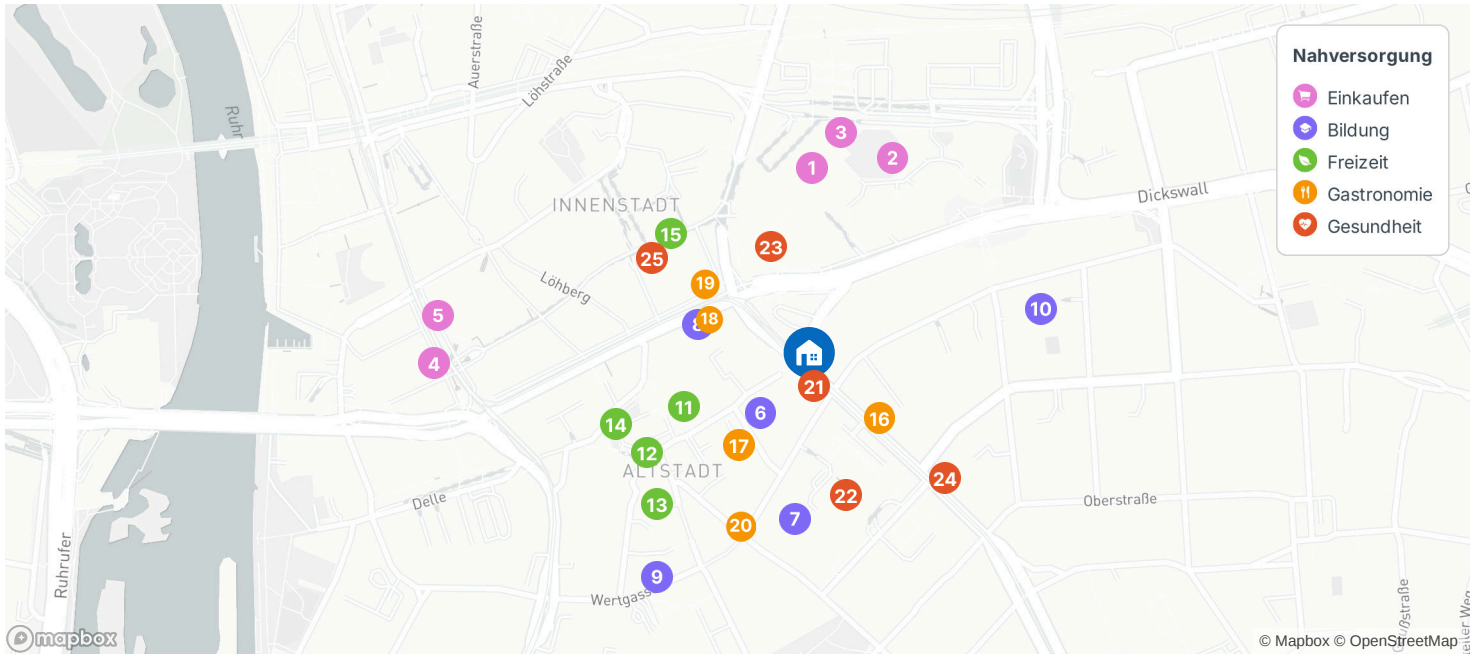 Auerstraße
Löhstraße
Ruhr
Nahversorgung
Einkaufen
Bildung
Freizeit
Gastronomie
Gesundheit
3
2
1
Dickswall
INNENSTADT
15
25
23
19
Löhberg
18
8
10
5
4
21
11
6
14
16
17
12
ALTSTADT
24
22
13
Delle
Oberstraße
7
20
Ruhrufer
9
Wertgass
mapbox
© Mapbox © OpenStreetMap